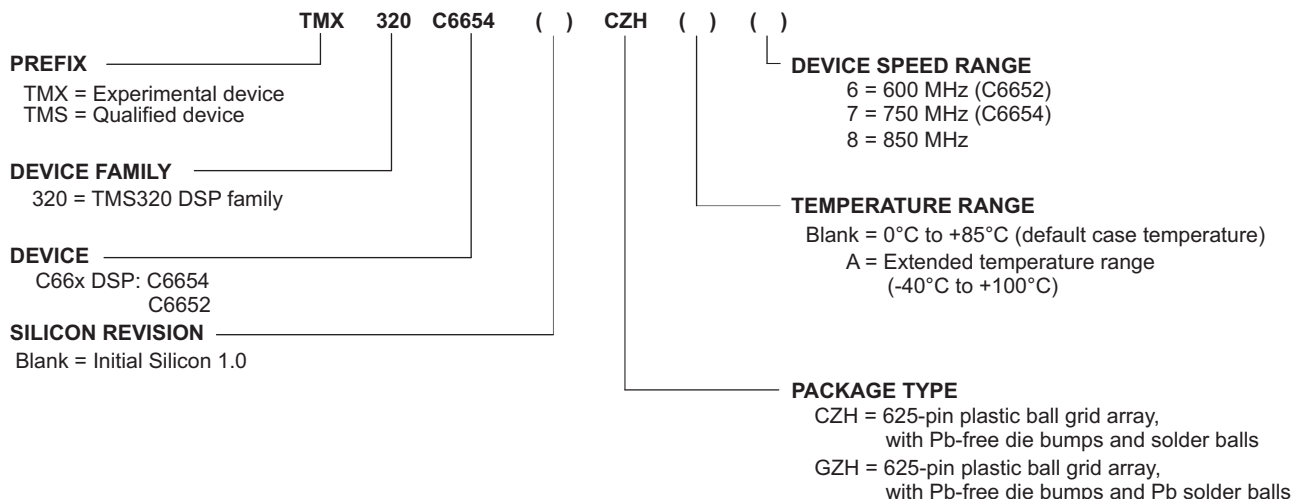 TMX 320 C6654 ( ) CZH ( ) ( )
PREFIX
TMX = Experimental device
TMS = Qualified device
DEVICE FAMILY
320 = TMS320 DSP family
DEVICE
C66x DSP: C6654
C6652
SILICON REVISION
Blank = Initial Silicon 1.0
DEVICE SPEED RANGE
6 = 600 MHz (C6652)
7 = 750 MHz (C6654)
8 = 850 MHz
TEMPERATURE RANGE
Blank = 0°C to +85°C (default case temperature)
A = Extended temperature range
(-40°C to +100°C)
PACKAGE TYPE
CZH = 625-pin plastic ball grid array,
with Pb-free die bumps and solder balls
GZH = 625-pin plastic ball grid array,
with Pb-free die bumps and Pb solder balls